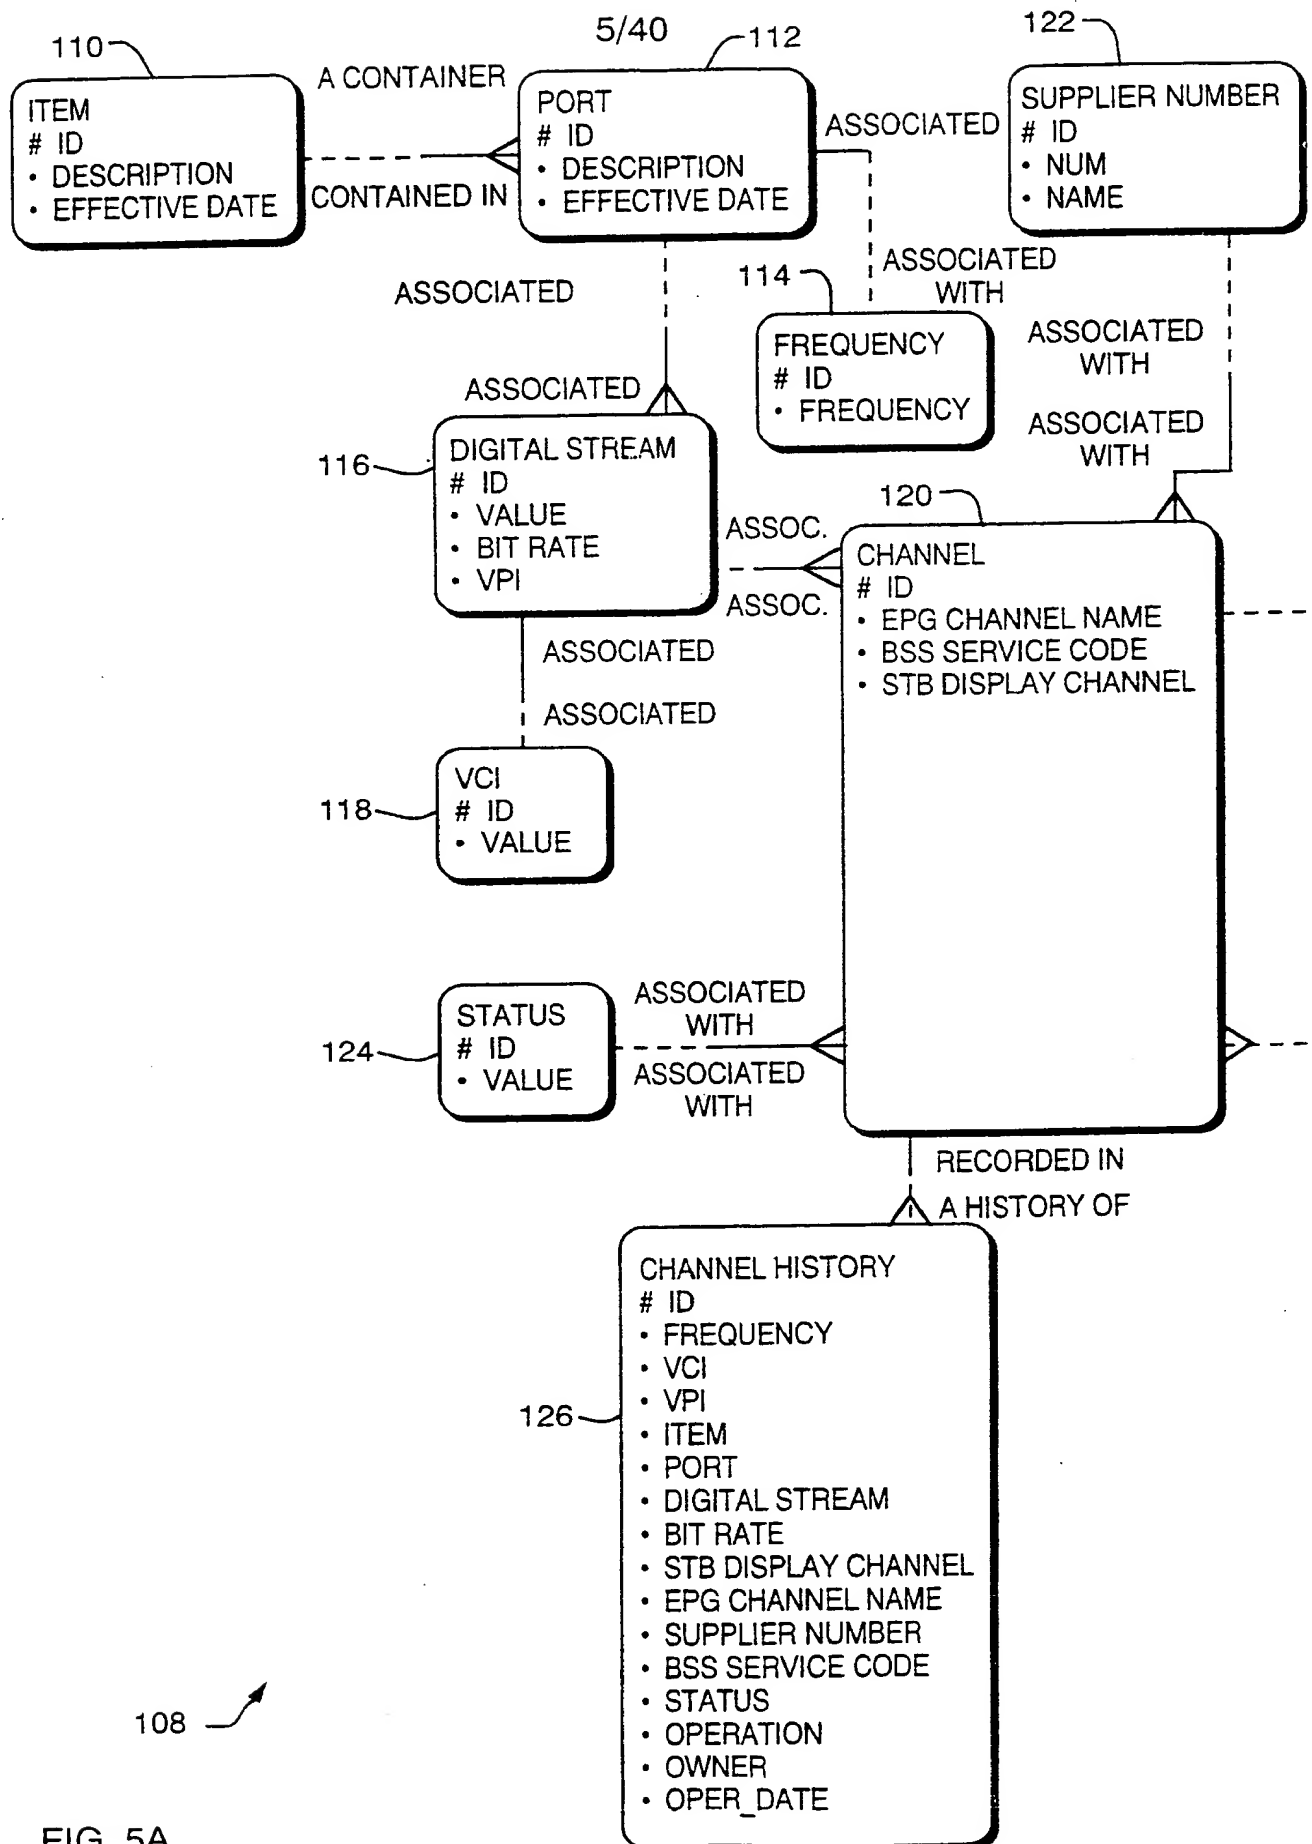 5/40
110
112
122
A CONTAINER
CONTAINED IN
ITEM
# ID
• DESCRIPTION
• EFFECTIVE DATE
PORT
# ID
• DESCRIPTION
• EFFECTIVE DATE
ASSOCIATED
SUPPLIER NUMBER
# ID
• NUM
• NAME
ASSOCIATED
ASSOCIATED
114
ASSOCIATED
WITH
FREQUENCY
# ID
• FREQUENCY
ASSOCIATED
WITH
ASSOCIATED
WITH
116
DIGITAL STREAM
# ID
• VALUE
• BIT RATE
• VPI
ASSOC.
ASSOC.
120
CHANNEL
# ID
• EPG CHANNEL NAME
• BSS SERVICE CODE
• STB DISPLAY CHANNEL
ASSOCIATED
ASSOCIATED
118
VCI
# ID
• VALUE
124
STATUS
# ID
• VALUE
ASSOCIATED
WITH
ASSOCIATED
WITH
RECORDED IN
A HISTORY OF
126
CHANNEL HISTORY
# ID
• FREQUENCY
• VCI
• VPI
• ITEM
• PORT
• DIGITAL STREAM
• BIT RATE
• STB DISPLAY CHANNEL
• EPG CHANNEL NAME
• SUPPLIER NUMBER
• BSS SERVICE CODE
• STATUS
• OPERATION
• OWNER
• OPER_DATE
108
FIG. 5A